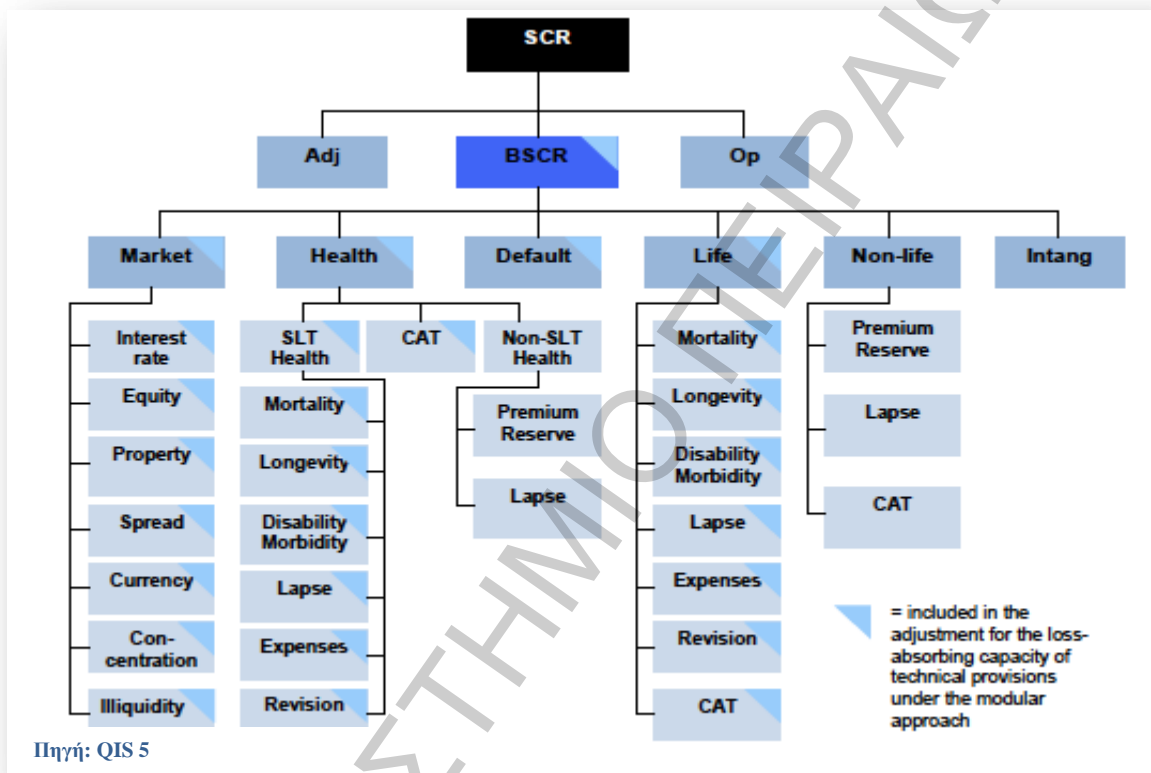 SCR
Adj
BSCR
Op
Market
Health
Default
Life
Non-life
Intang
Interest
rate
Equity
Property
Spread
Currency
Con-
centration
Illiquidity
SLT
Health
CAT
Non-SLT
Health
Mortality
Longevity
Disability
Morbidity
Lapse
Expenses
Revision
Premium
Reserve
Lapse
Mortality
Longevity
Disability
Morbidity
Lapse
Expenses
Revision
CAT
Premium
Reserve
Lapse
CAT
= included in the
adjustment for the loss-
absorbing capacity of
technical provisions
under the modular
approach
Πηγή: QIS 5
ΣΤΗΜΙΟ ΠΕΙΡΑΙΩ